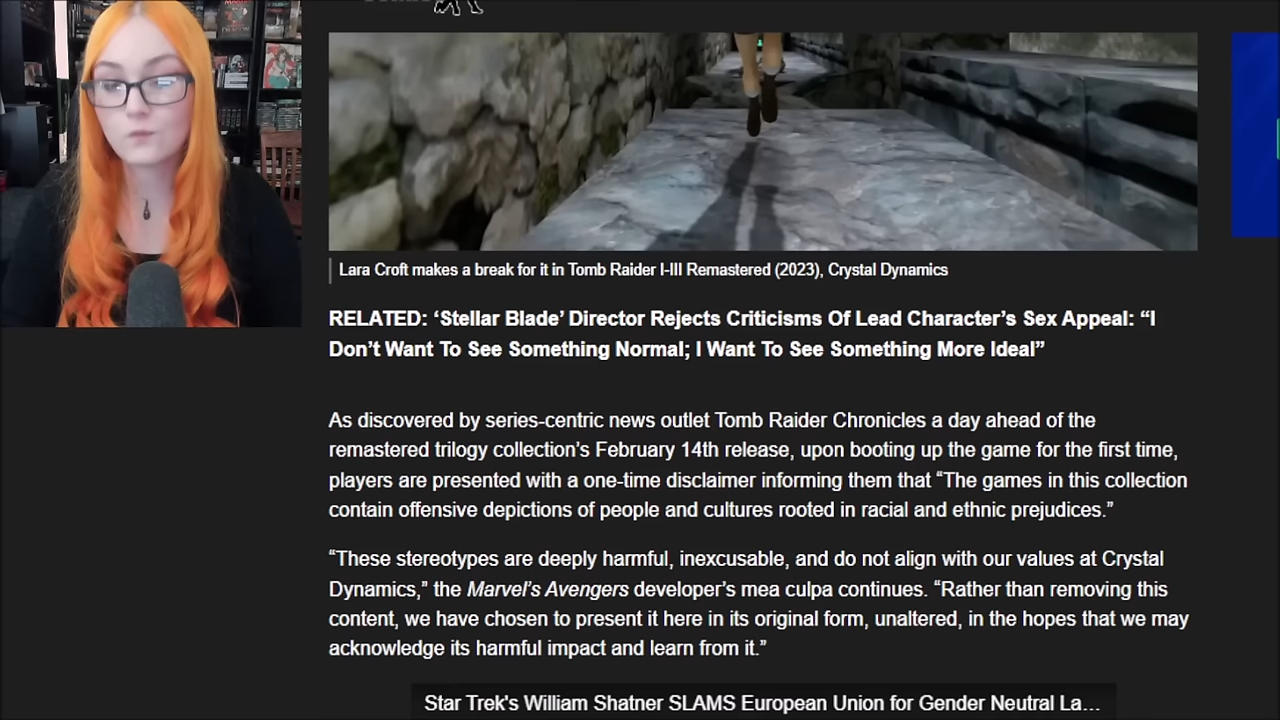 Lara Croft makes a break for it in Tomb Raider I-III Remastered (2023), Crystal Dynamics
RELATED: ‘Stellar Blade’ Director Rejects Criticisms Of Lead Character’s Sex Appeal: “I
Don’t Want To See Something Normal; I Want To See Something More Ideal”
As discovered by series-centric news outlet Tomb Raider Chronicles a day ahead of the
remastered trilogy collection’s February 14th release, upon booting up the game for the first time,
players are presented with a one-time disclaimer informing them that “The games in this collection
contain offensive depictions of people and cultures rooted in racial and ethnic prejudices.”
“These stereotypes are deeply harmful, inexcusable, and do not align with our values at Crystal
Dynamics,” the Marvel’s Avengers developer’s mea culpa continues. “Rather than removing this
content, we have chosen to present it here in its original form, unaltered, in the hopes that we may
acknowledge its harmful impact and learn from it.”
Star Trek's William Shatner SLAMS European Union for Gender Neutral La...